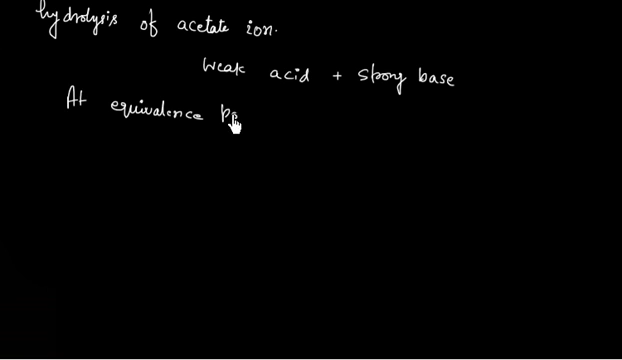 hydrolysis of acetate ion.
weak acid + strong base
At equivalence